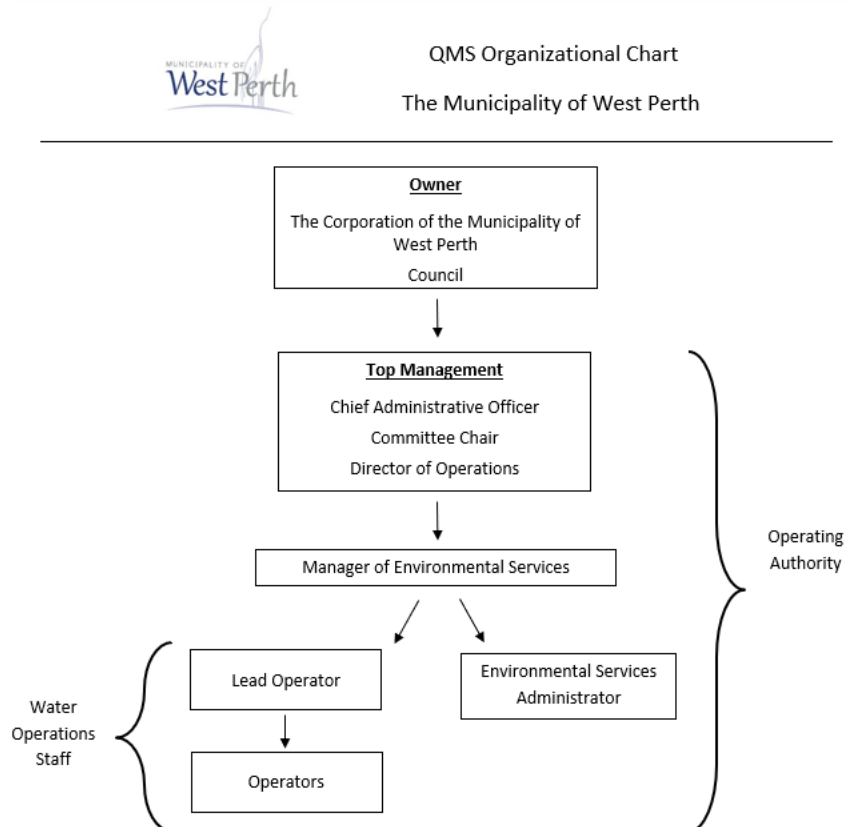 MUNICIPALITY OF
West Perth
QMS Organizational Chart
The Municipality of West Perth
Owner
The Corporation of the Municipality of
West Perth
Council
Top Management
Chief Administrative Officer
Committee Chair
Director of Operations
Operating
Authority
Manager of Environmental Services
Lead Operator
Environmental Services
Administrator
Water
Operations
Staff
Operators